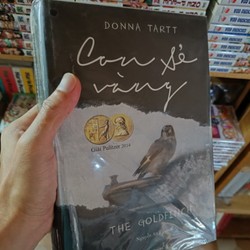 DONNA TARTT
Con sẻ
vàng
Giải Pulitzer 2014
THE GOLDFINCH